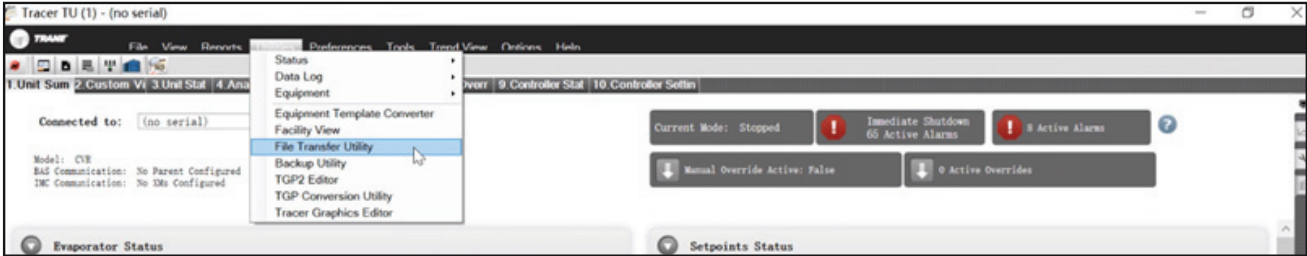 Tracer TU (1) - (no serial)
TRANE
File View Reports Preferences Tools Trend View Options Help
1.Unit Sum 2.Custom Vi 3.Unit Stat 4.Ana Overr 9.Controller Stat 10.Controller Settin
Status
Data Log
Equipment
Equipment Template Converter
Facility View
File Transfer Utility
Backup Utility
TGP2 Editor
TGP Conversion Utility
Tracer Graphics Editor
Connected to: (no serial)
Model: CVR
BAS Communication: No Parent Configured
IMC Communication: No IMs Configured
Current Mode: Stopped
Immediate Shutdown
65 Active Alarms
8 Active Alarms
Manual Override Active: False
0 Active Overrides
Evaporator Status
Setpoints Status